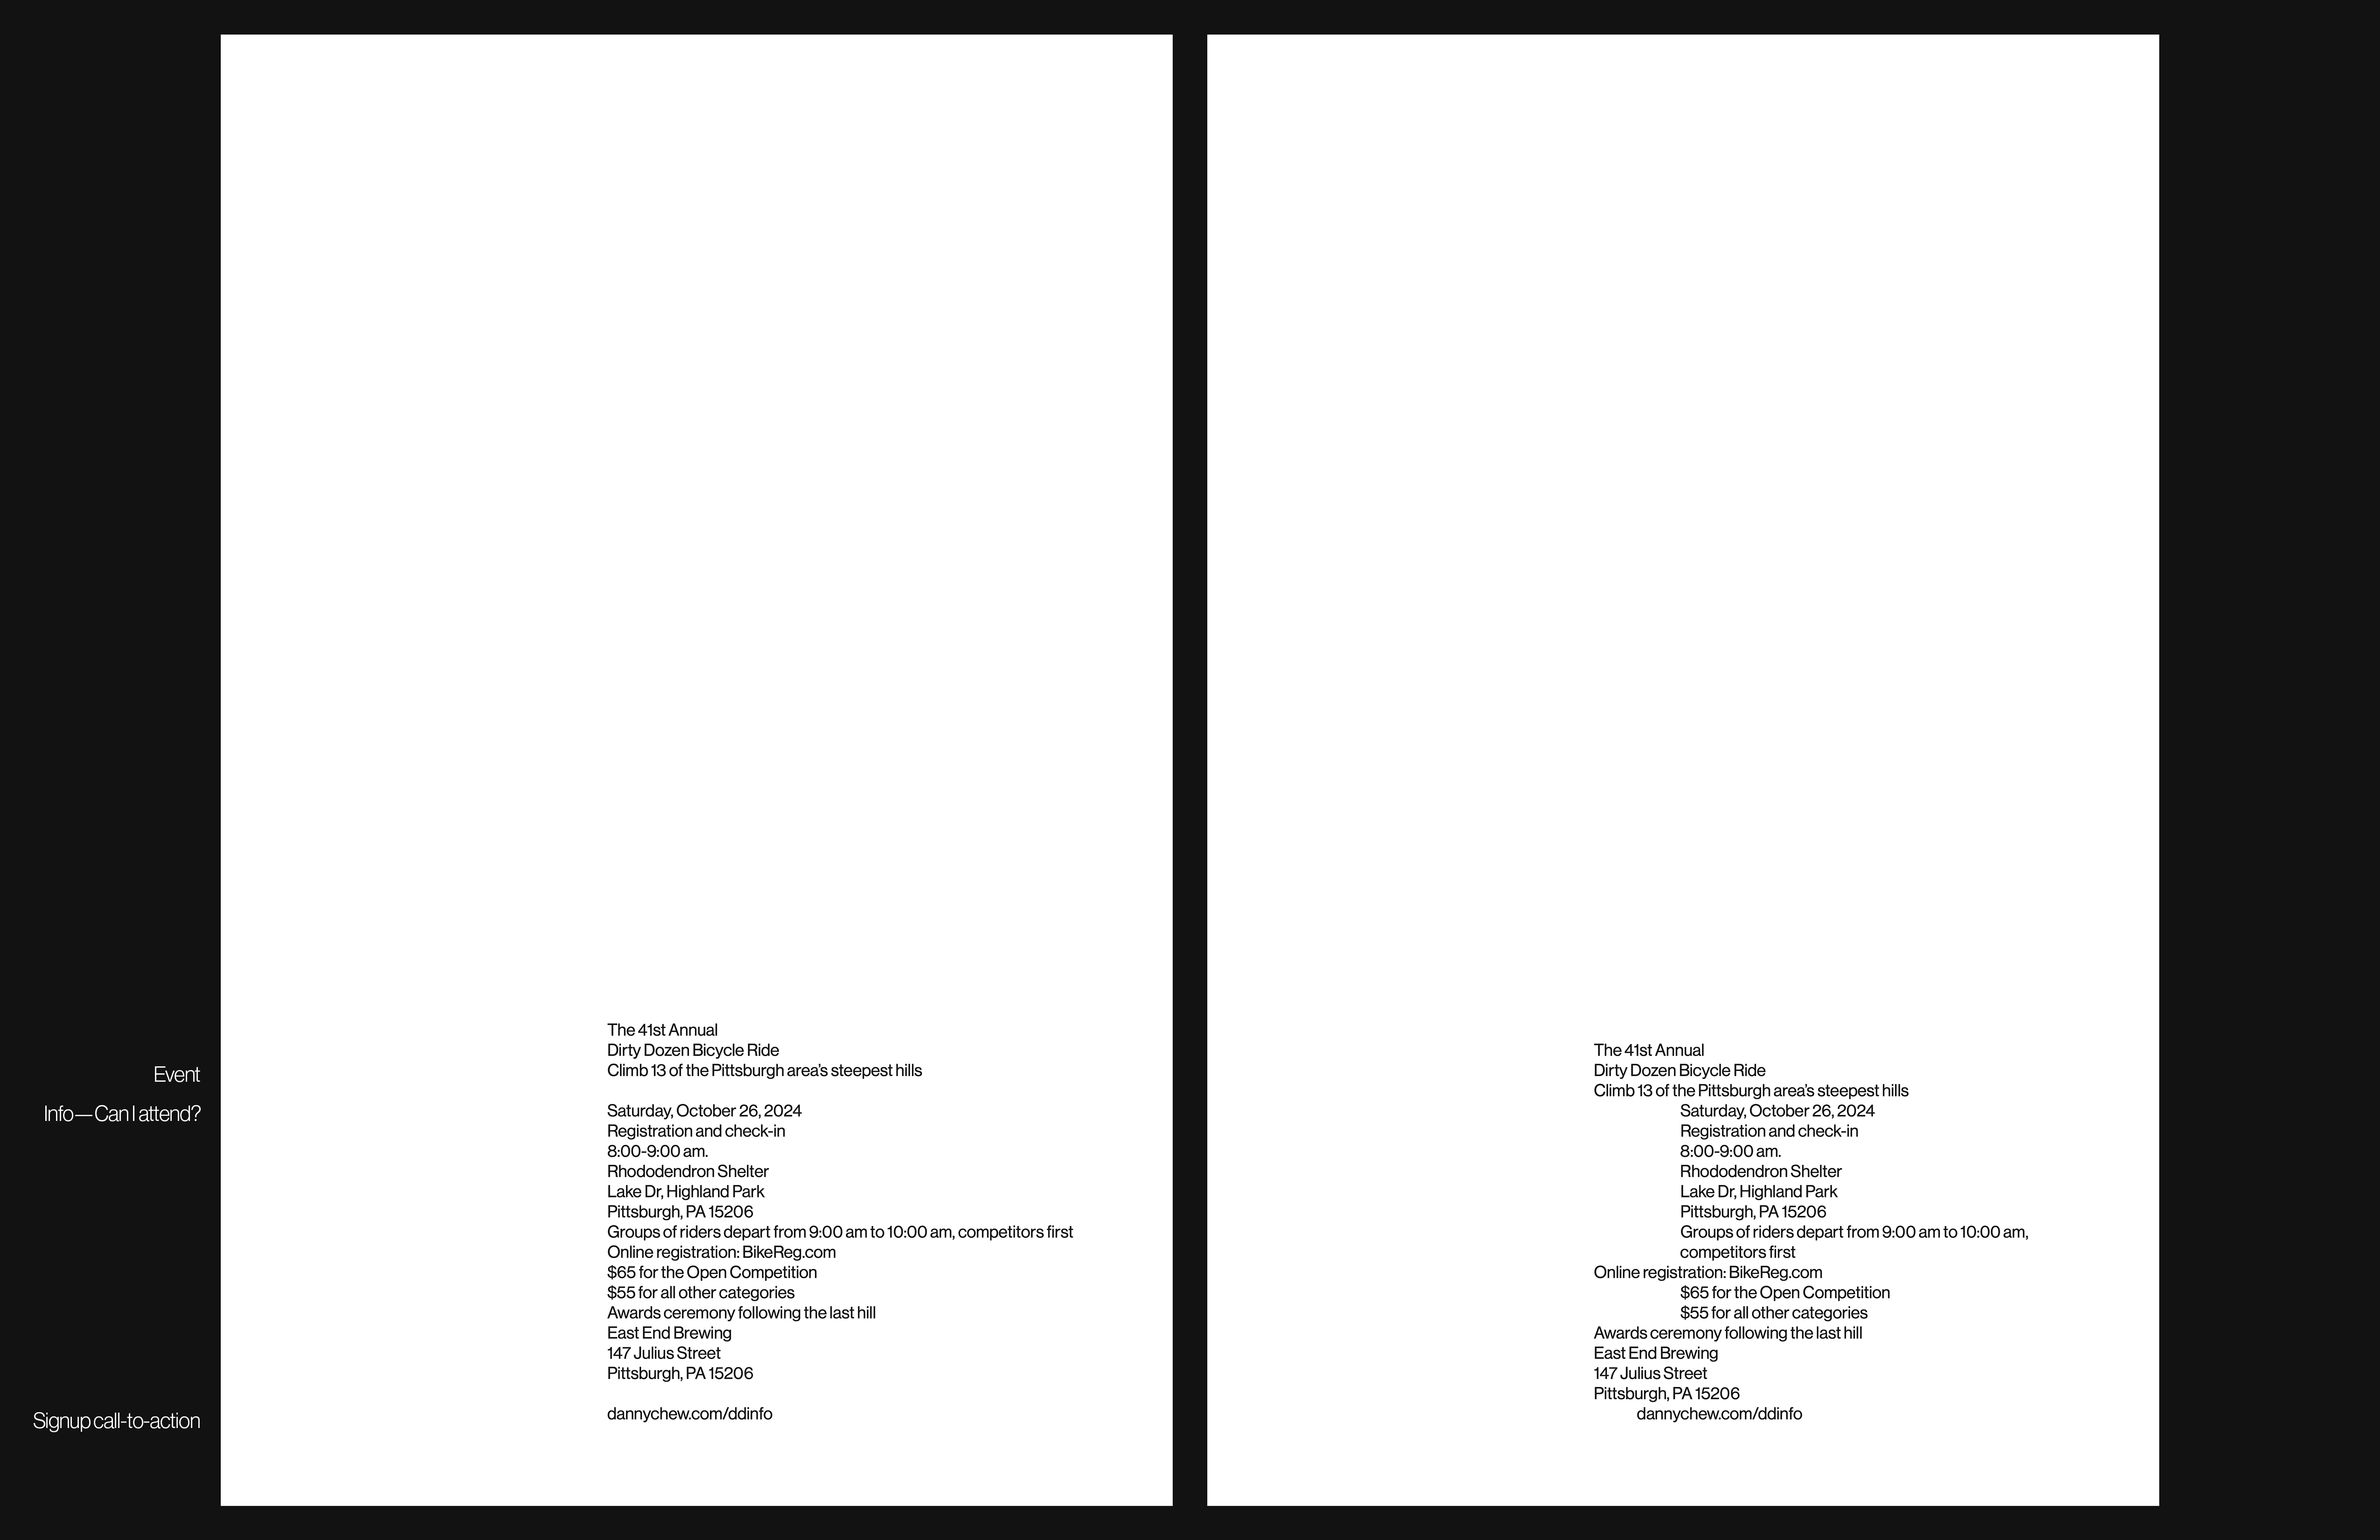 Event
Info—Can I attend?
Signup call-to-action
The 41st Annual
Dirty Dozen Bicycle Ride
Climb 13 of the Pittsburgh area’s steepest hills
Saturday, October 26, 2024
Registration and check-in
8:00-9:00 am.
Rhododendron Shelter
Lake Dr, Highland Park
Pittsburgh, PA 15206
Groups of riders depart from 9:00 am to 10:00 am, competitors first
Online registration: BikeReg.com
$65 for the Open Competition
$55 for all other categories
Awards ceremony following the last hill
East End Brewing
147 Julius Street
Pittsburgh, PA 15206
dannychew.com/ddinfo
The 41st Annual
Dirty Dozen Bicycle Ride
Climb 13 of the Pittsburgh area’s steepest hills
Saturday, October 26, 2024
Registration and check-in
8:00-9:00 am.
Rhododendron Shelter
Lake Dr, Highland Park
Pittsburgh, PA 15206
Groups of riders depart from 9:00 am to 10:00 am,
competitors first
Online registration: BikeReg.com
$65 for the Open Competition
$55 for all other categories
Awards ceremony following the last hill
East End Brewing
147 Julius Street
Pittsburgh, PA 15206
dannychew.com/ddinfo